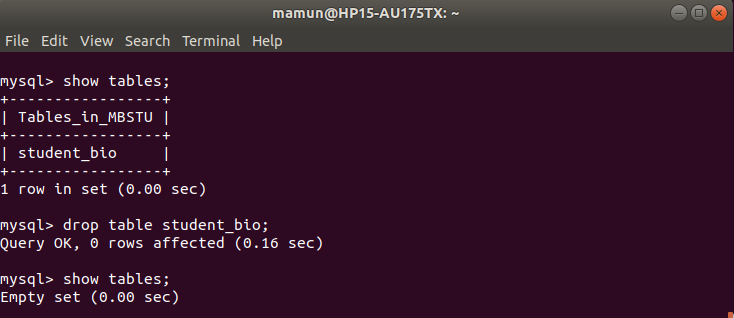 mamun@HP15-AU175TX: ~
File Edit View Search Terminal Help
mysql> show tables;
+-----------------+
| Tables_in_MBSTU |
+-----------------+
| student_bio     |
+-----------------+
1 row in set (0.00 sec)
mysql> drop table student_bio;
Query OK, 0 rows affected (0.16 sec)
mysql> show tables;
Empty set (0.00 sec)